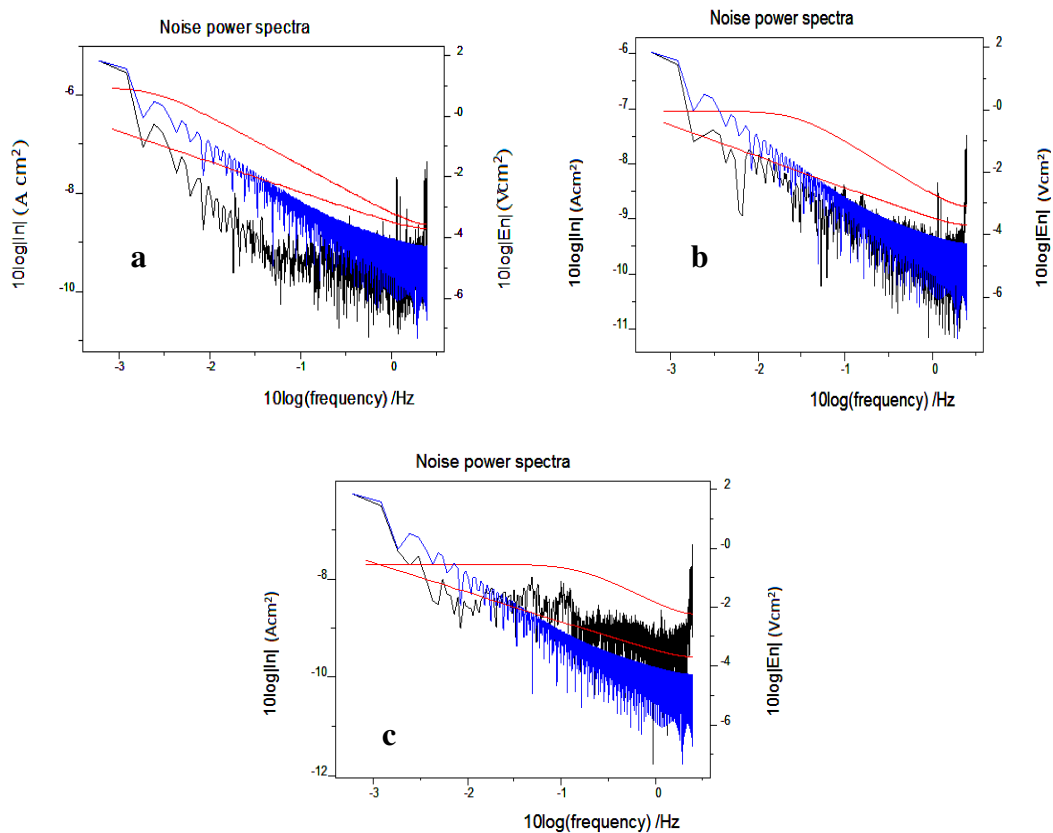 Noise power spectra
10log|In| (A cm²)
-6
-8
-10
2
-0
-2
-4
-6
10log|En| (Vcm²)
a
-3
-2
-1
0
10log(frequency) /Hz
Noise power spectra
10log|In| (Acm²)
-6
-7
-8
-9
-10
-11
2
-0
-2
-4
-6
10log|En| (Vcm²)
b
-3
-2
-1
0
10log(frequency) /Hz
Noise power spectra
10log|In| (Acm²)
-8
-10
-12
2
-0
-2
-4
-6
10log|En| (Vcm²)
c
-3
-2
-1
0
10log(frequency) /Hz